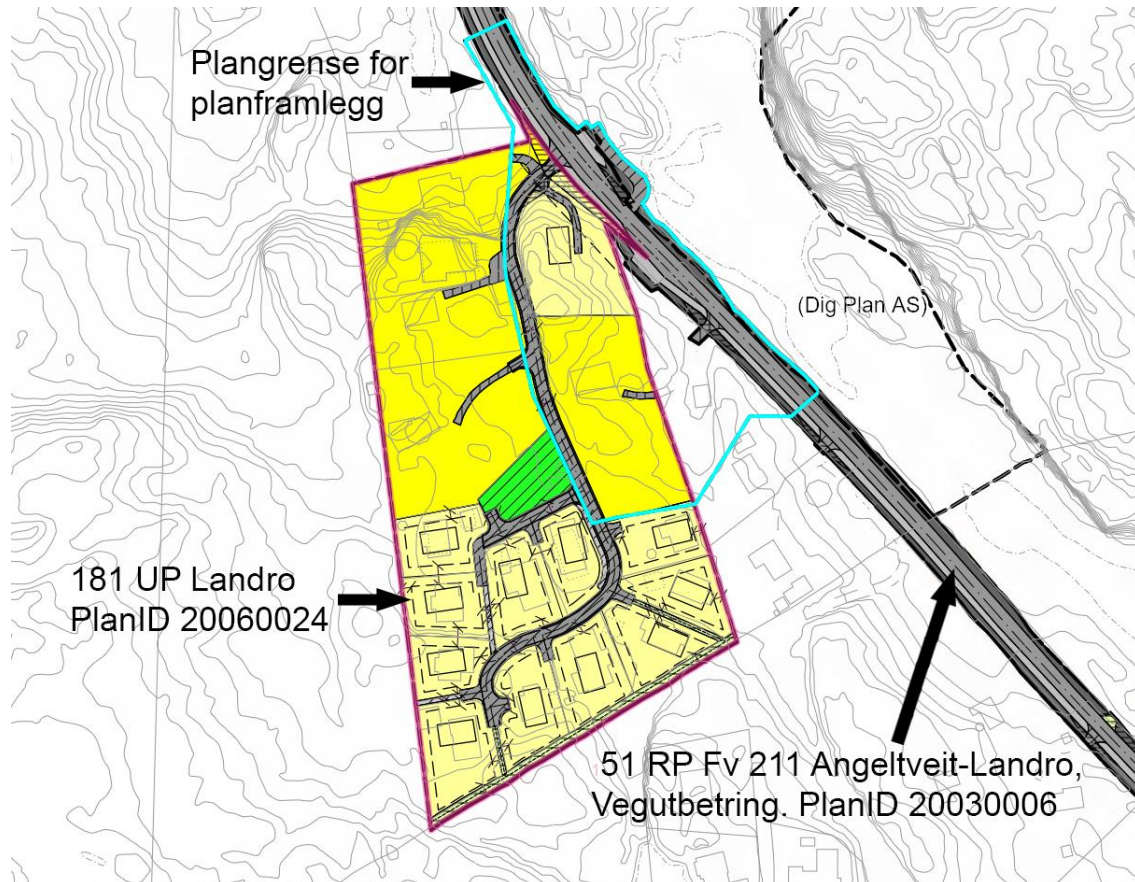 Plangrense for
planframlegg
(Dig Plan AS)
181 UP Landro
PlanID 20060024
51 RP Fv 211 Angeltveit-Landro,
Vegutbetring. PlanID 20030006